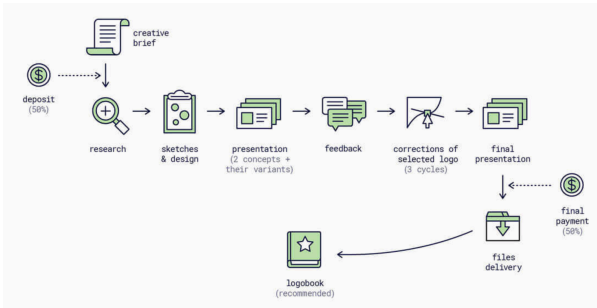 creative
brief
deposit
(50%)
research
sketches
& design
presentation
(2 concepts +
their variants)
feedback
corrections of
selected logo
(3 cycles)
final
presentation
final
payment
(50%)
files
delivery
logobook
(recommended)